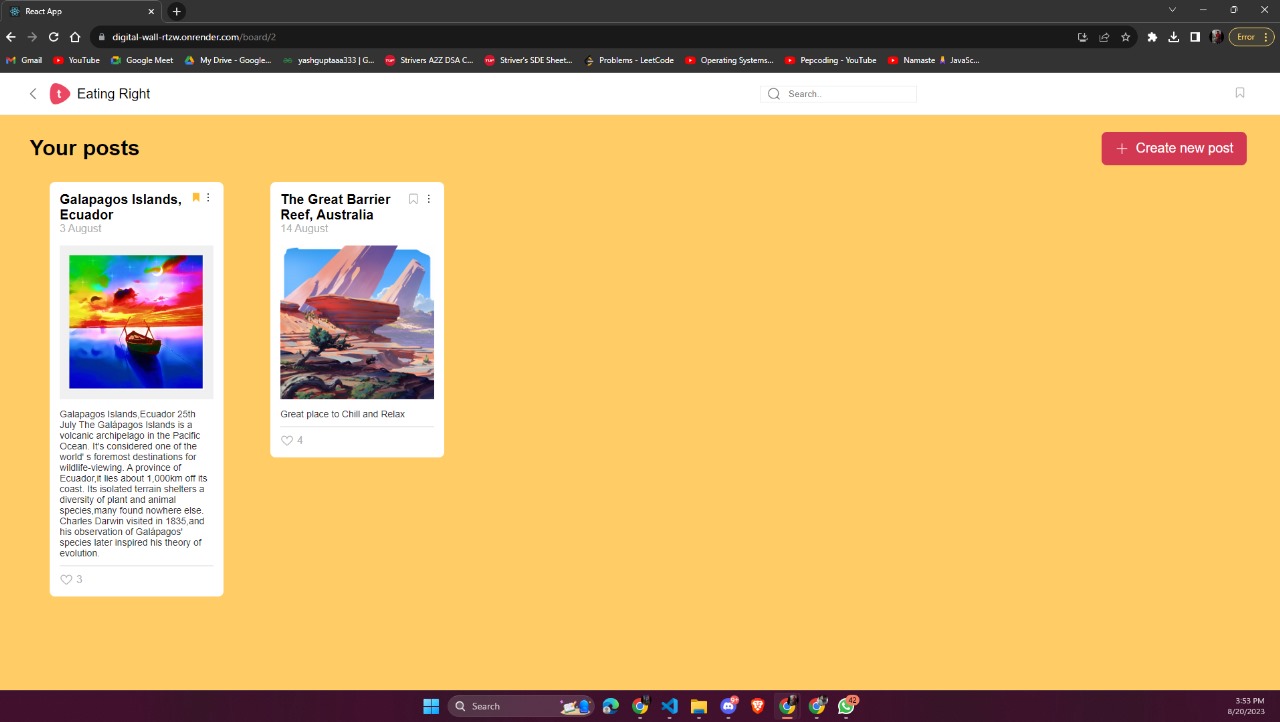 React App
digital-wall-rtzw.onrender.com/board/2
Error
Gmail
YouTube
Google Meet
My Drive - Google...
yashguptaaa333 | G...
Strivers A2Z DSA C...
Striver's SDE Sheet...
Problems - LeetCode
Operating Systems...
Pepcoding - YouTube
Namaste JavaSc...
t
Eating Right
Search..
Your posts
Create new post
Galapagos Islands,
Ecuador
3 August
Galapagos Islands,Ecuador 25th
July The Galápagos Islands is a
volcanic archipelago in the Pacific
Ocean. It's considered one of the
world' s foremost destinations for
wildlife-viewing. A province of
Ecuador,it lies about 1,000km off its
coast. Its isolated terrain shelters a
diversity of plant and animal
species,many found nowhere else.
Charles Darwin visited in 1835,and
his observation of Galápagos'
species later inspired his theory of
evolution.
3
The Great Barrier
Reef, Australia
14 August
Great place to Chill and Relax
4
Search
42
3:53 PM
8/20/2023